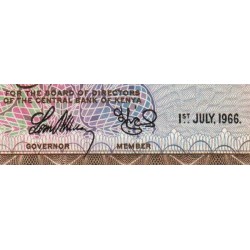 FOR THE BOARD OF DIRECTORS
OF THE CENTRAL BANK OF KENYA
1ST JULY, 1966.
GOVERNOR MEMBER